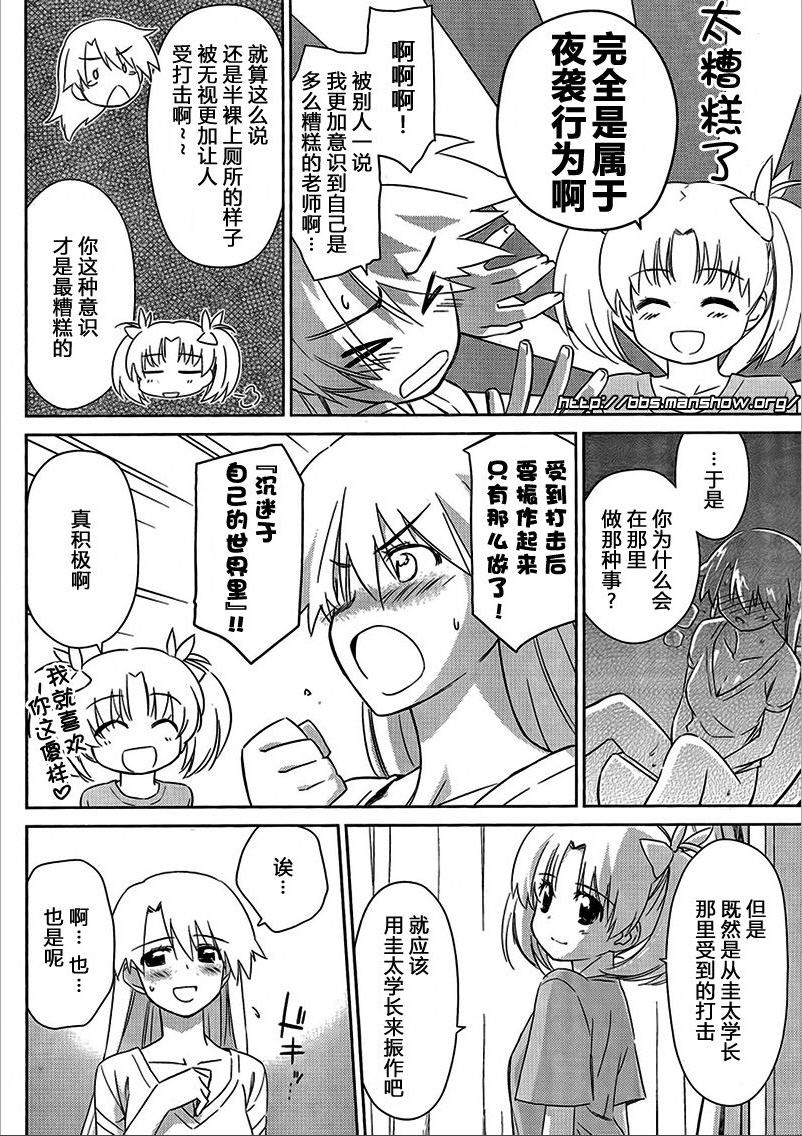 太糟糕了
完全是属于
夜袭行为啊
啊啊啊！
被别人一说
我更加意识到自己是
多么糟糕的老师啊…
http://bbs.manshow.org/
就算这么说
还是半裸上厕所的样子
被无视更加让人
受打击啊~~
你这种意识
才是最糟糕的
…于是
你为什么会
在那里
做那种事？
受到打击后
要振作起来
只有那么做了！
『沉迷于
自己的世界里』!!
真积极啊
我就喜欢
你这傻样♡
但是
既然是从圭太学长
那里受到的打击
就应该
用圭太学长来振作吧
诶…
ドキッ
啊…也…
也是呢